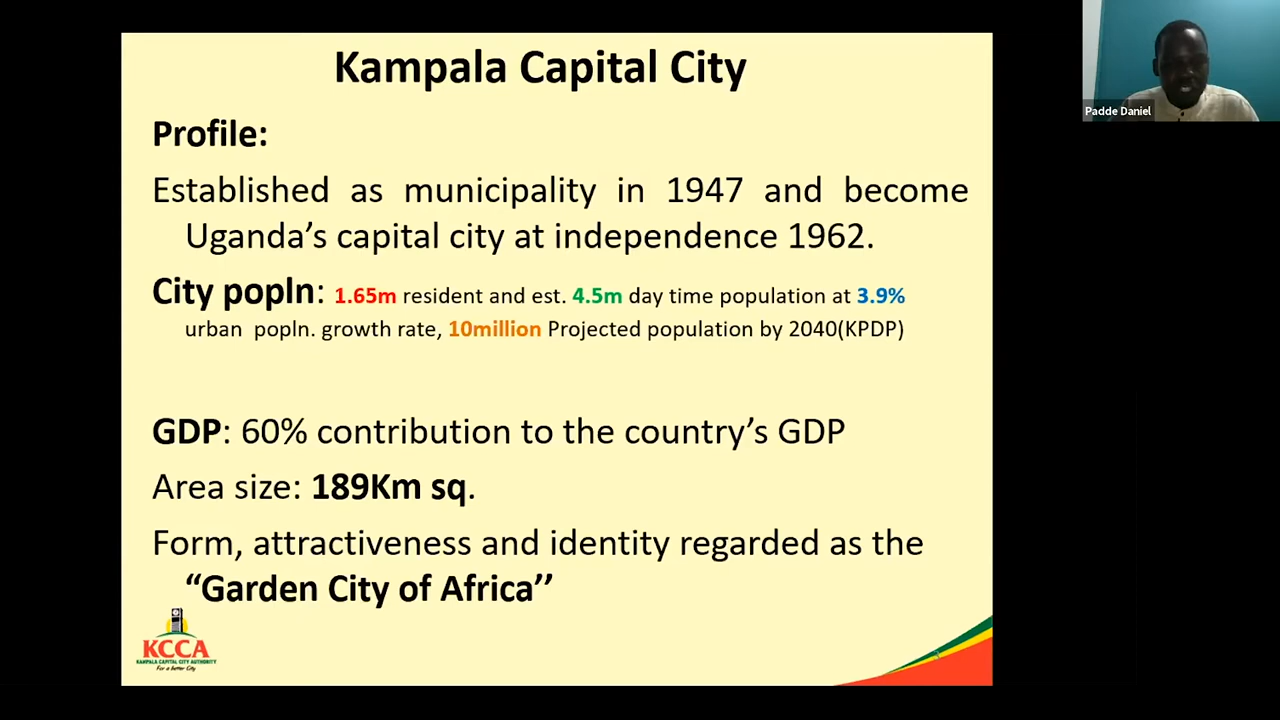 Kampala Capital City
Profile:
Established as municipality in 1947 and become
Uganda’s capital city at independence 1962.
City popln: 1.65m resident and est. 4.5m day time population at 3.9%
urban popln. growth rate, 10million Projected population by 2040(KPDP)
GDP: 60% contribution to the country’s GDP
Area size: 189Km sq.
Form, attractiveness and identity regarded as the
“Garden City of Africa’’
KCCA
KAMPALA CAPITAL CITY AUTHORITY
For a better City
Padde Daniel